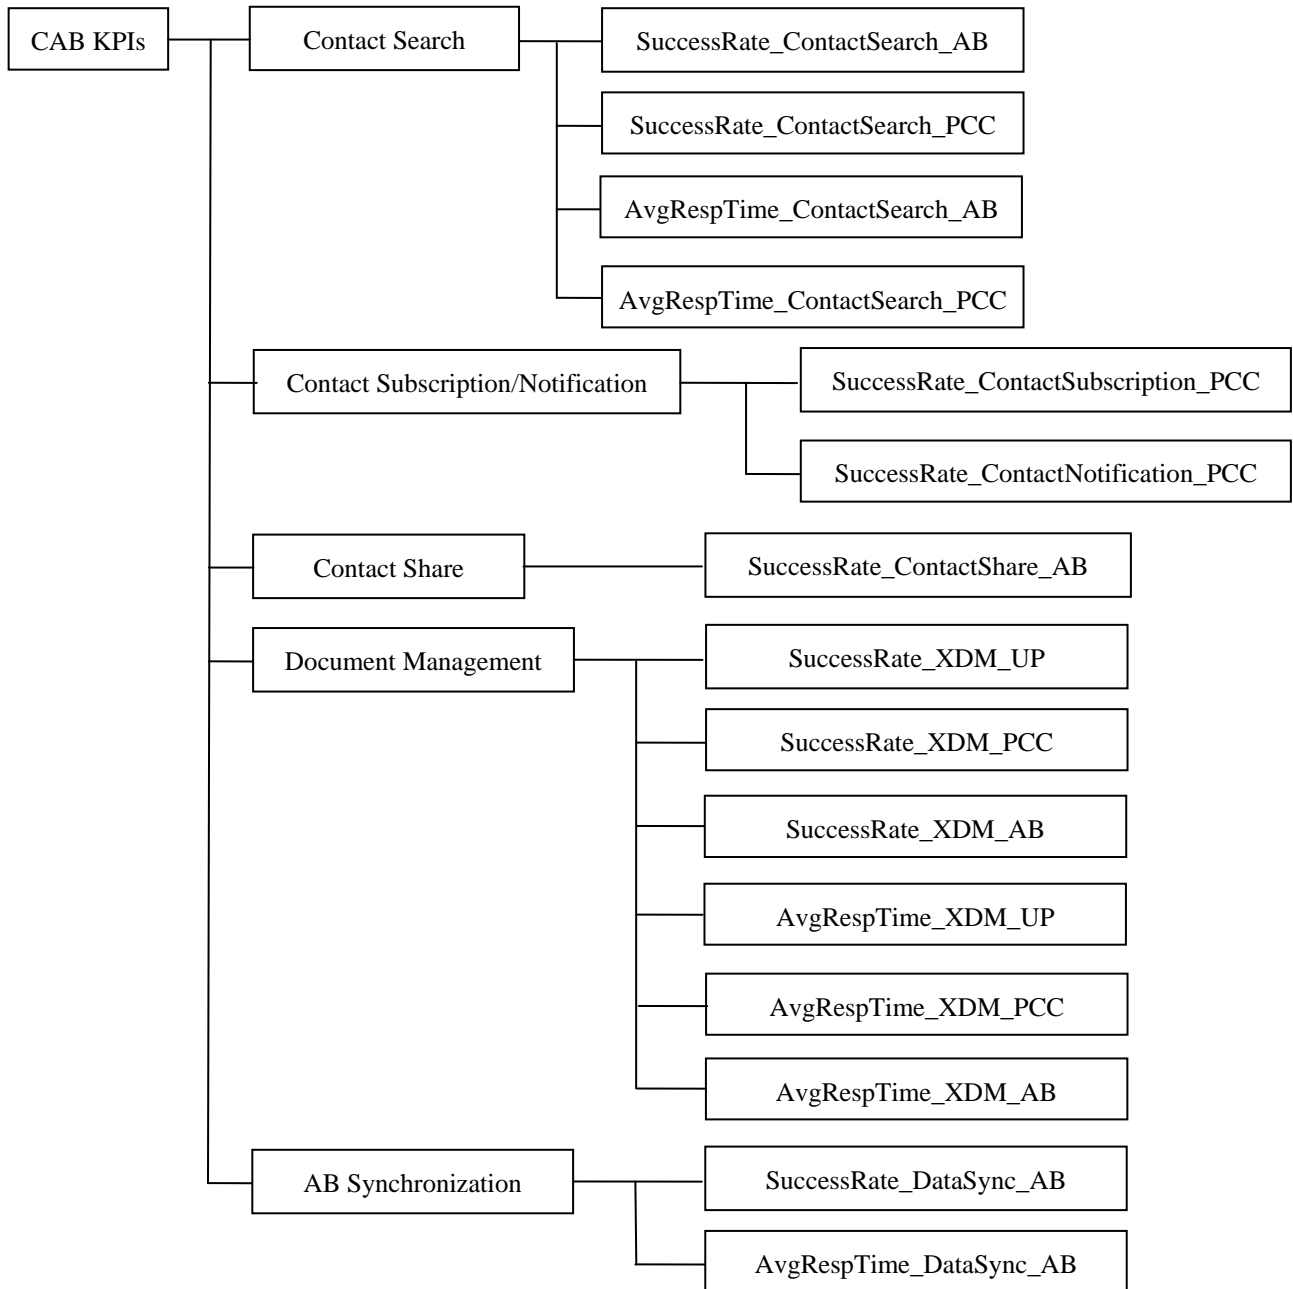 CAB KPIs
Contact Search
SuccessRate_ContactSearch_AB
SuccessRate_ContactSearch_PCC
AvgRespTime_ContactSearch_AB
AvgRespTime_ContactSearch_PCC
Contact Subscription/Notification
SuccessRate_ContactSubscription_PCC
SuccessRate_ContactNotification_PCC
Contact Share
SuccessRate_ContactShare_AB
Document Management
SuccessRate_XDM_UP
SuccessRate_XDM_PCC
SuccessRate_XDM_AB
AvgRespTime_XDM_UP
AvgRespTime_XDM_PCC
AvgRespTime_XDM_AB
AB Synchronization
SuccessRate_DataSync_AB
AvgRespTime_DataSync_AB